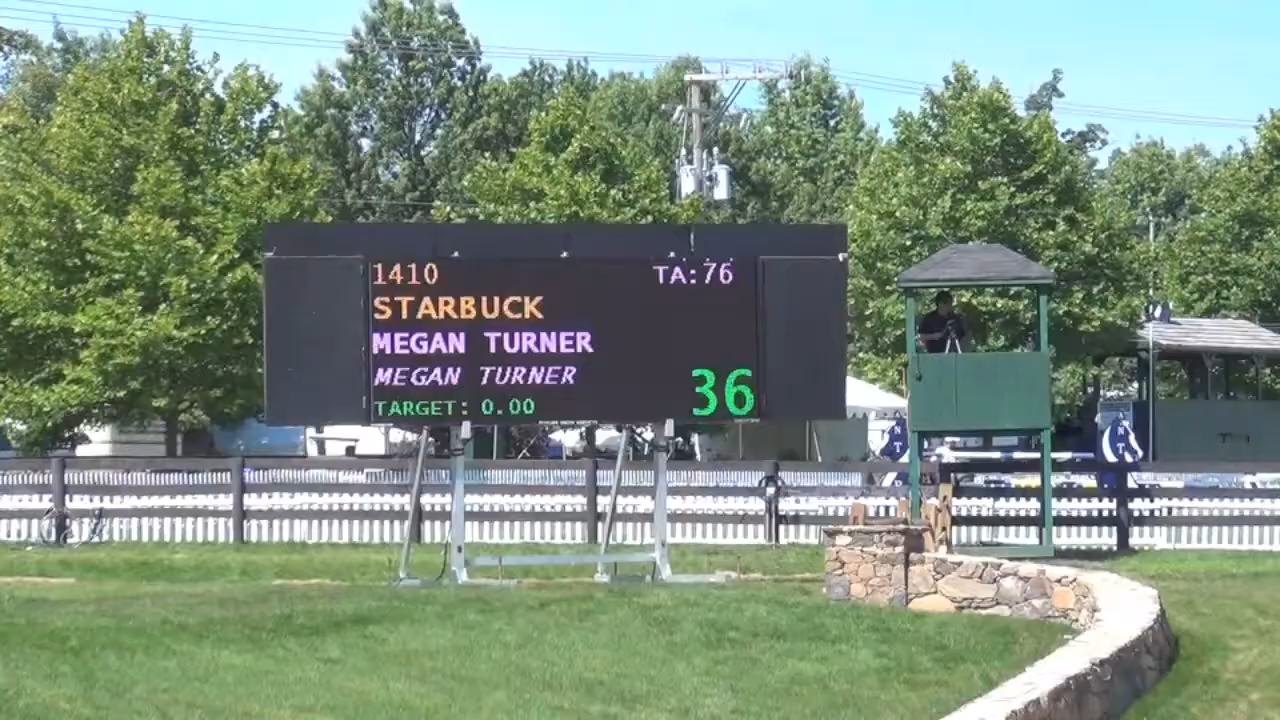 1410 TA:76
STARBUCK
MEGAN TURNER
MEGAN TURNER
TARGET: 0.00 36
N
T
N
T